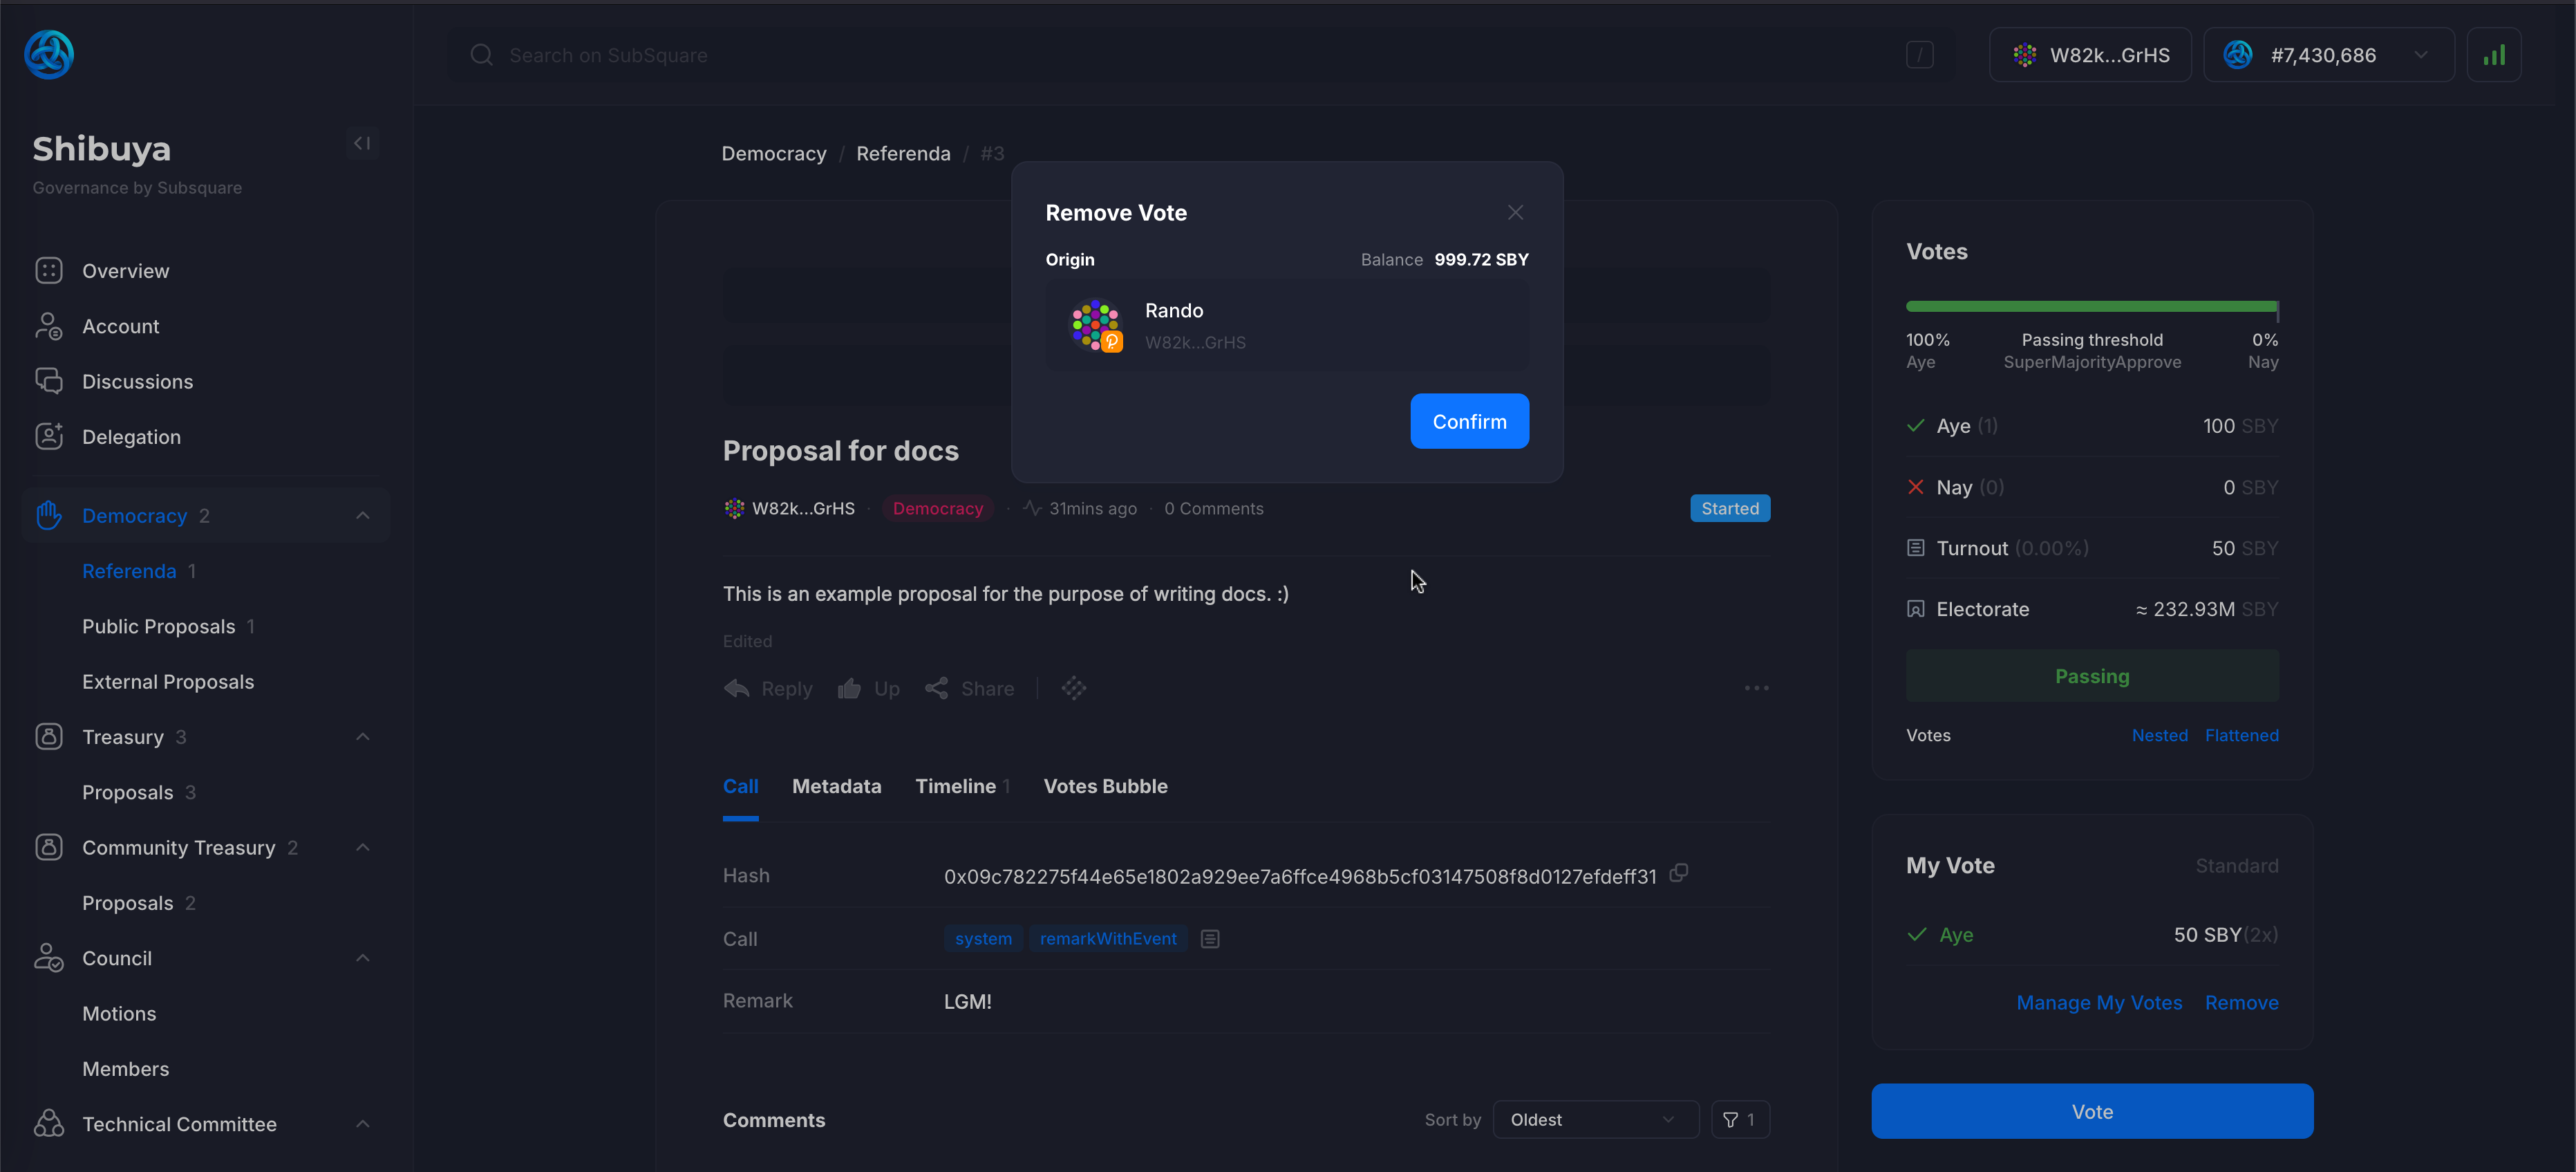 Search on SubSquare
/
W82k...GrHS
#7,430,686
Shibuya
Governance by Subsquare
Overview
Account
Discussions
Delegation
Democracy 2
Referenda 1
Public Proposals 1
External Proposals
Treasury 3
Proposals 3
Community Treasury 2
Proposals 2
Council
Motions
Members
Technical Committee
Democracy / Referenda / #3
Remove Vote
Origin Balance 999.72 SBY
Rando
W82k...GrHS
Confirm
Proposal for docs
W82k...GrHS · Democracy · 31mins ago · 0 Comments Started
This is an example proposal for the purpose of writing docs. :)
Edited
Reply Up Share
Call Metadata Timeline 1 Votes Bubble
Hash 0x09c782275f44e65e1802a929ee7a6ffce4968b5cf03147508f8d0127efdeff31
Call system remarkWithEvent
Remark LGM!
Comments Sort by Oldest 1
Votes
100% Passing threshold 0%
Aye SuperMajorityApprove Nay
Aye (1) 100 SBY
Nay (0) 0 SBY
Turnout (0.00%) 50 SBY
Electorate ≈ 232.93M SBY
Passing
Votes Nested Flattened
My Vote Standard
Aye 50 SBY(2x)
Manage My Votes Remove
Vote